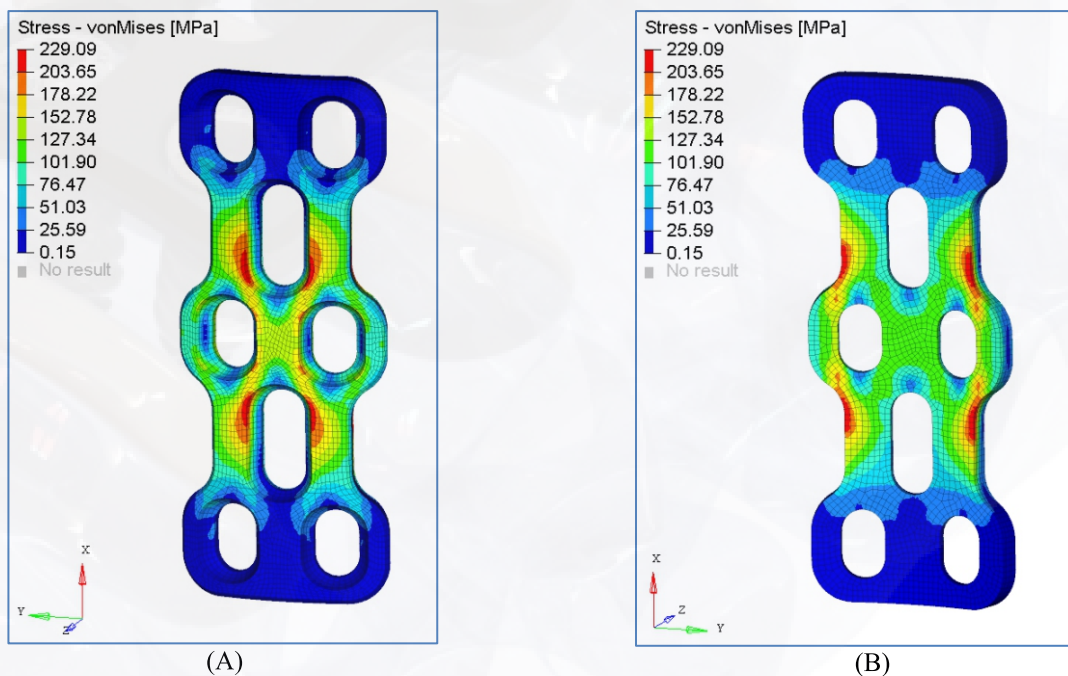 Stress - vonMises [MPa]
229.09
203.65
178.22
152.78
127.34
101.90
76.47
51.03
25.59
0.15
No result
X
Y
Z
(A)
Stress - vonMises [MPa]
229.09
203.65
178.22
152.78
127.34
101.90
76.47
51.03
25.59
0.15
No result
X
Z
Y
(B)